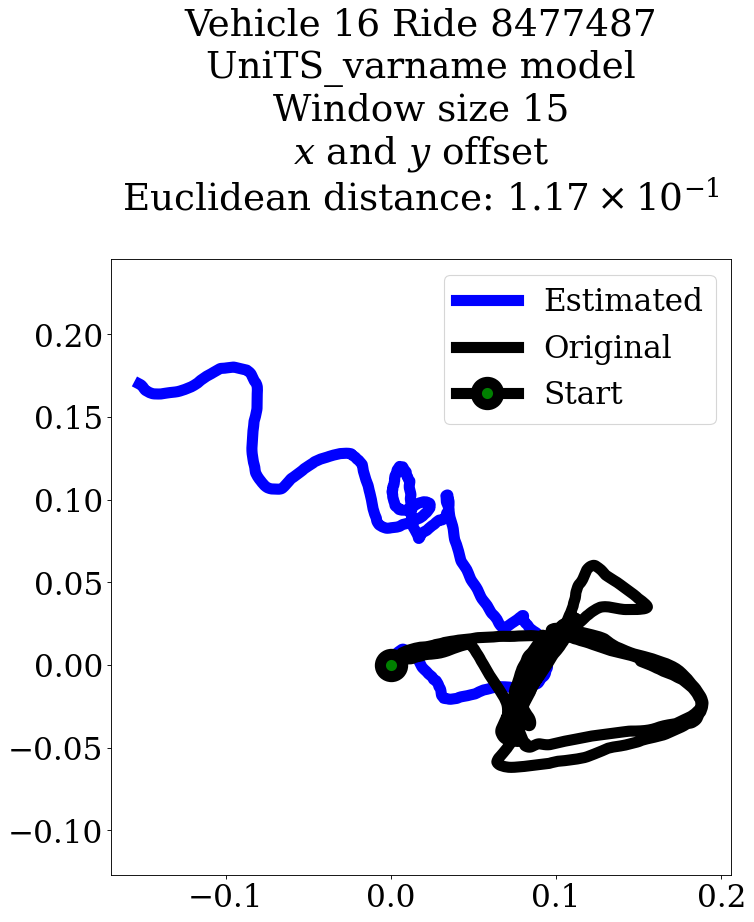 Vehicle 16 Ride 8477487
UniTS_varname model
Window size 15
x and y offset
Euclidean distance: 1.17 × 10⁻¹
Estimated
Original
Start
0.20
0.15
0.10
0.05
0.00
−0.05
−0.10
−0.1 0.0 0.1 0.2